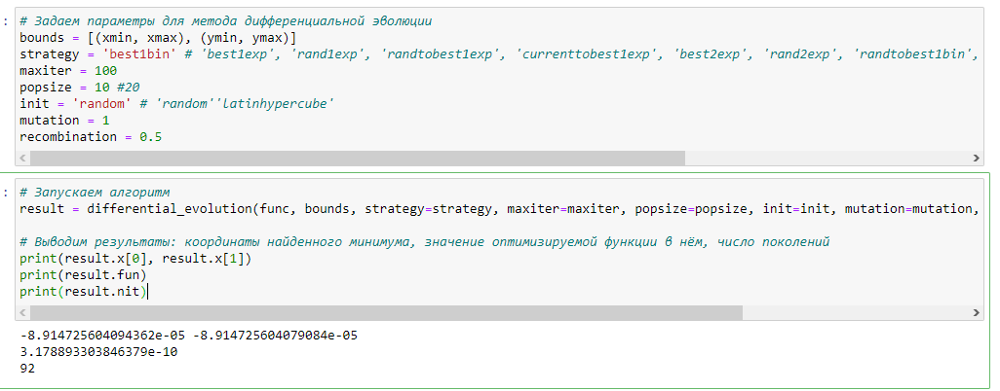 : # Задаем параметры для метода дифференциальной эволюции
bounds = [(xmin, xmax), (ymin, ymax)]
strategy = 'best1bin' # 'best1exp', 'rand1exp', 'randtobest1exp', 'currenttobest1exp', 'best2exp', 'rand2exp', 'randtobest1bin',
maxiter = 100
popsize = 10 #20
init = 'random' # 'random''latinhypercube'
mutation = 1
recombination = 0.5
: # Запускаем алгоритм
result = differential_evolution(func, bounds, strategy=strategy, maxiter=maxiter, popsize=popsize, init=init, mutation=mutation,
# Выводим результаты: координаты найденного минимума, значение оптимизируемой функции в нём, число поколений
print(result.x[0], result.x[1])
print(result.fun)
print(result.nit)
-8.914725604094362e-05 -8.914725604079084e-05
3.178893303846379e-10
92